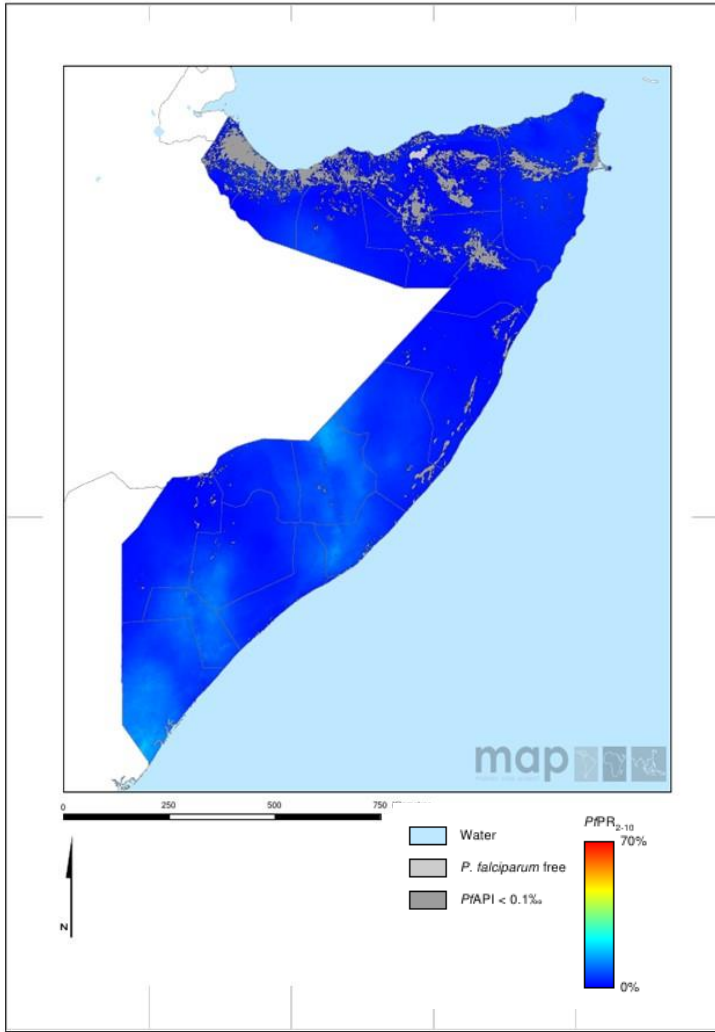 map
0 250 500 750
Water
P. falciparum free
PfAPI < 0.1‰
PfPR2-10
70%
0%
N